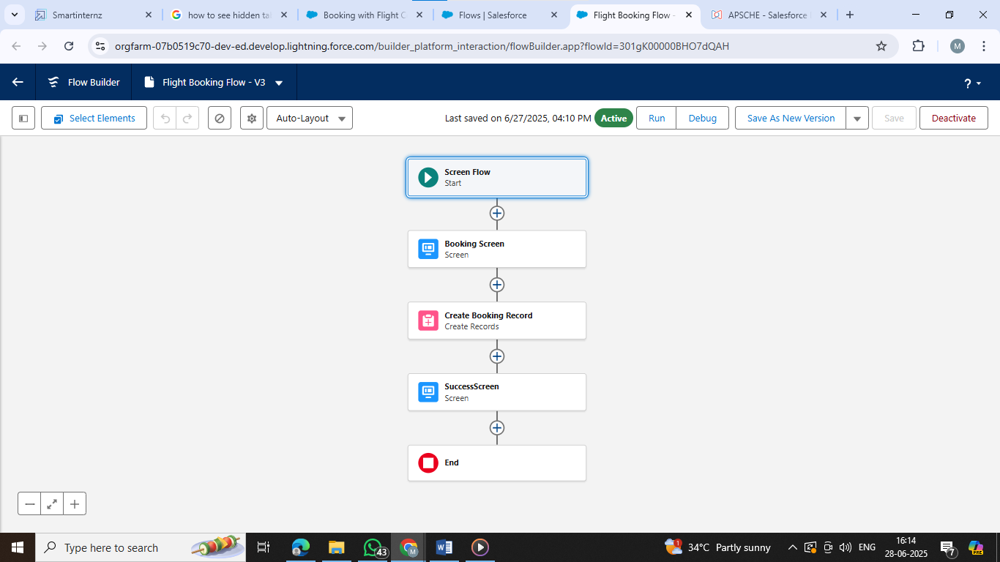 Smartinternz
how to see hidden ta
Booking with Flight C
Flows | Salesforce
Flight Booking Flow -
APSCHE - Salesforce
orgfarm-07b0519c70-dev-ed.develop.lightning.force.com/builder_platform_interaction/flowBuilder.app?flowId=301gK00000BHO7dQAH
M
Flow Builder
Flight Booking Flow - V3
?
Select Elements
Auto-Layout
Last saved on 6/27/2025, 04:10 PM
Active
Run
Debug
Save As New Version
Save
Deactivate
Screen Flow
Start
Booking Screen
Screen
Create Booking Record
Create Records
SuccessScreen
Screen
End
Type here to search
43
M
1
34°C Partly sunny
ENG
16:14
28-06-2025
7
PRE